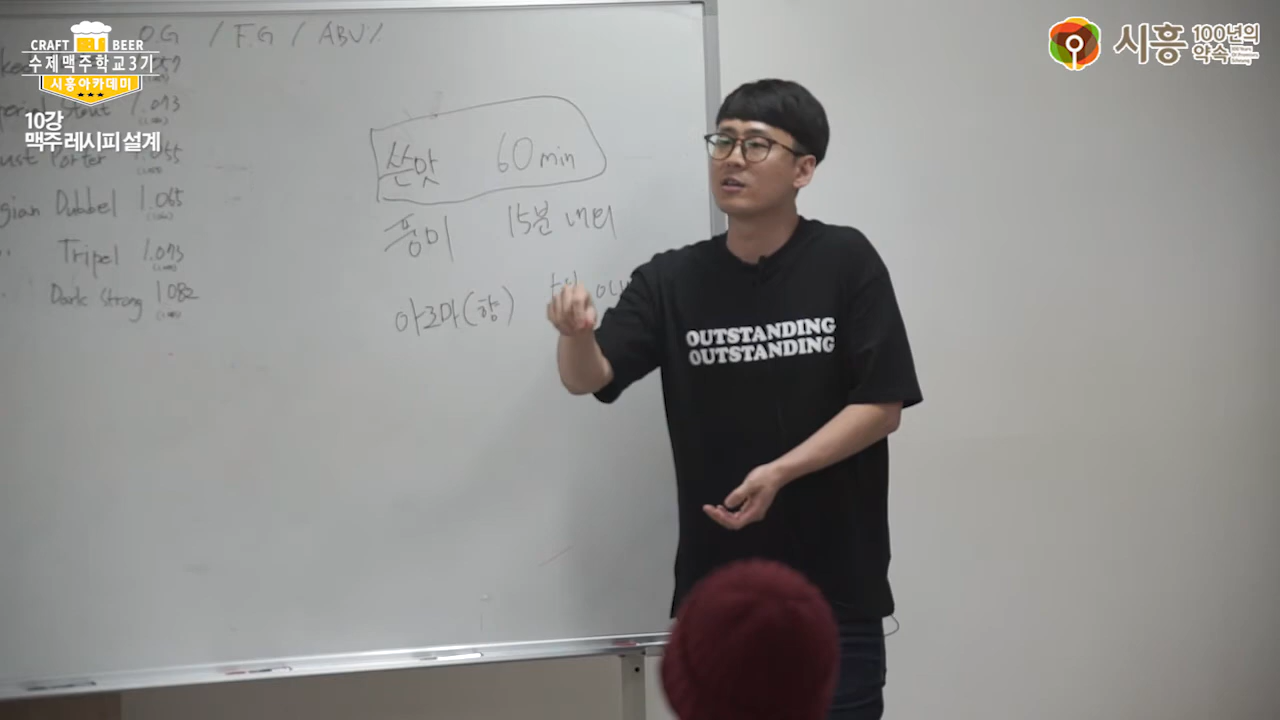 CRAFT BEER
수제맥주학교3기
시흥아카데미
10강
맥주 레시피 설계
시흥 100년의
약속
O.G / F.G / ABV%
Stout 1.073
Porter 1.055
Dubbel 1.065
" Tripel 1.073
Dark Strong 1.082
쓴맛 60min
풍미 15분 내외
아로마(향)
OUTSTANDING
OUTSTANDING